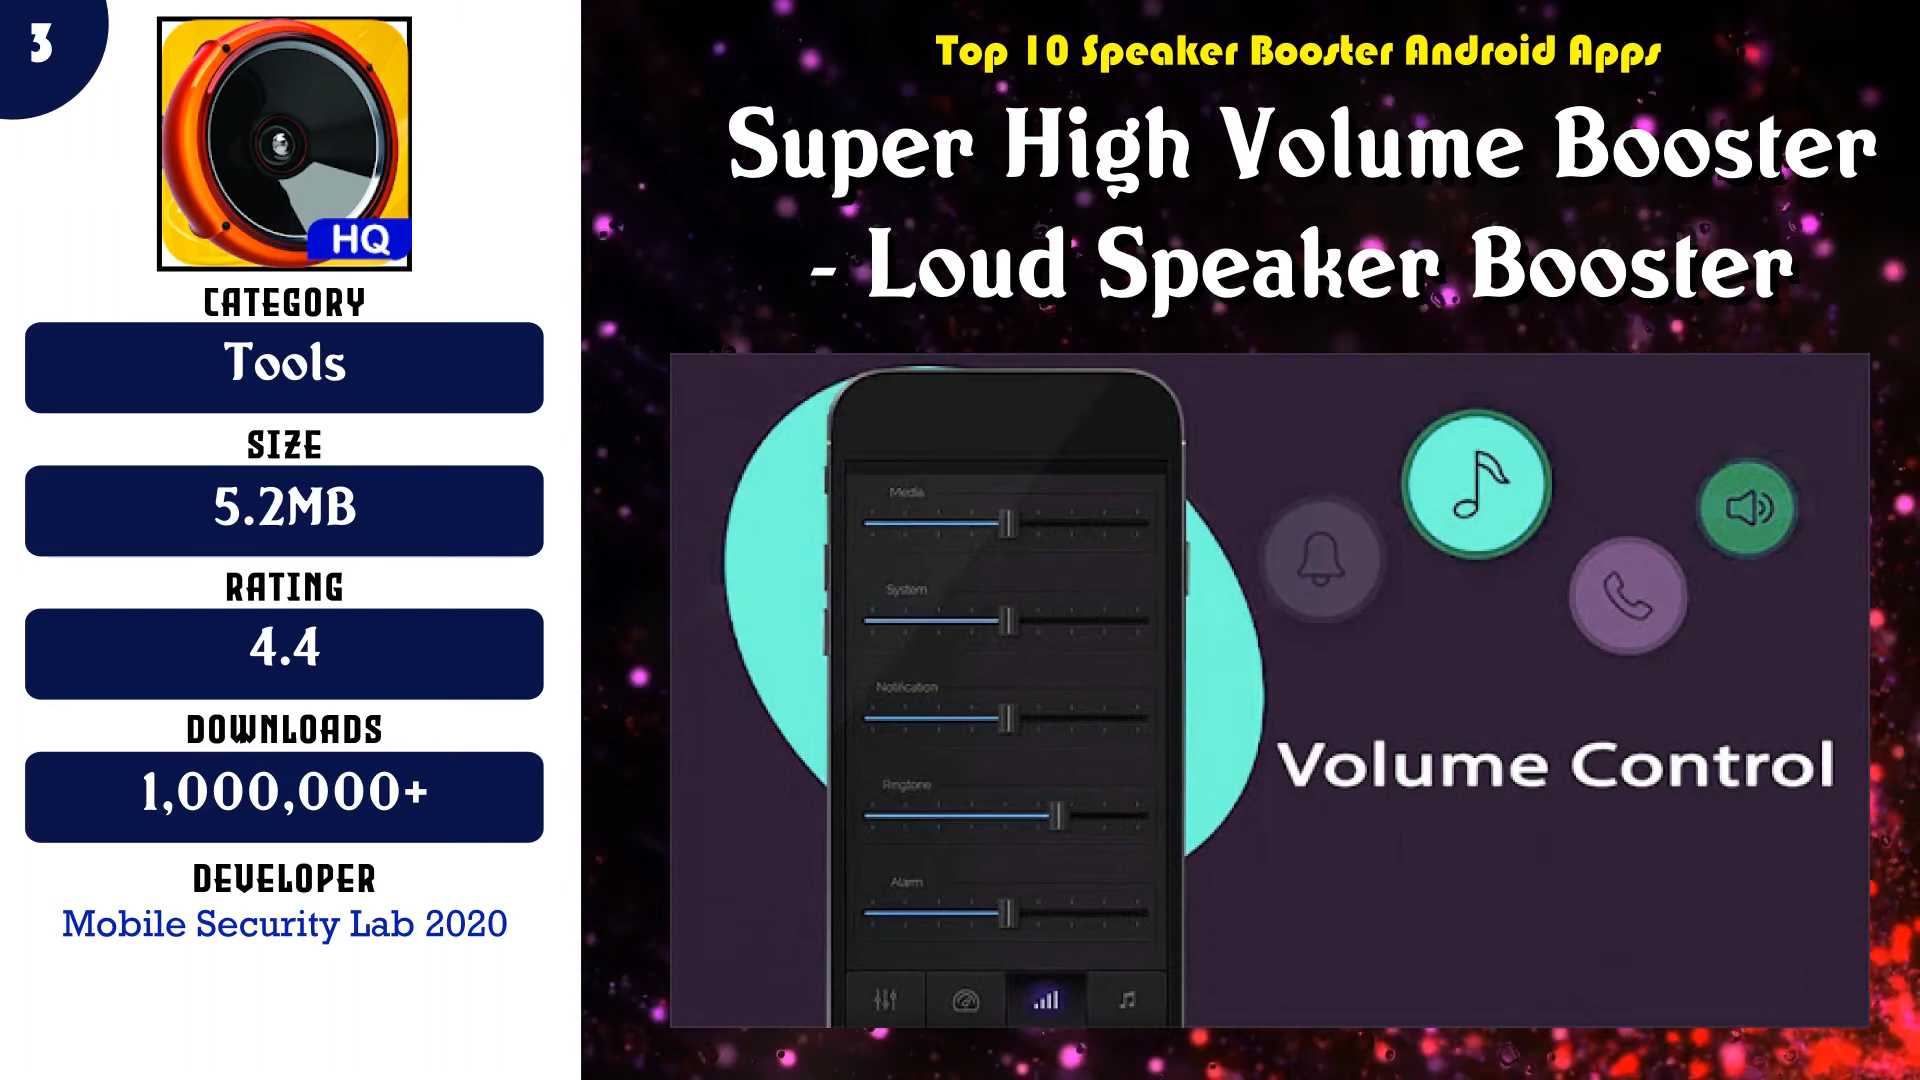 3
HQ
CATEGORY
Tools
SIZE
5.2MB
RATING
4.4
DOWNLOADS
1,000,000+
DEVELOPER
Mobile Security Lab 2020
Top 10 Speaker Booster Android Apps
Super High Volume Booster
- Loud Speaker Booster
Media
System
Notification
Ringtone
Alarm
Volume Control